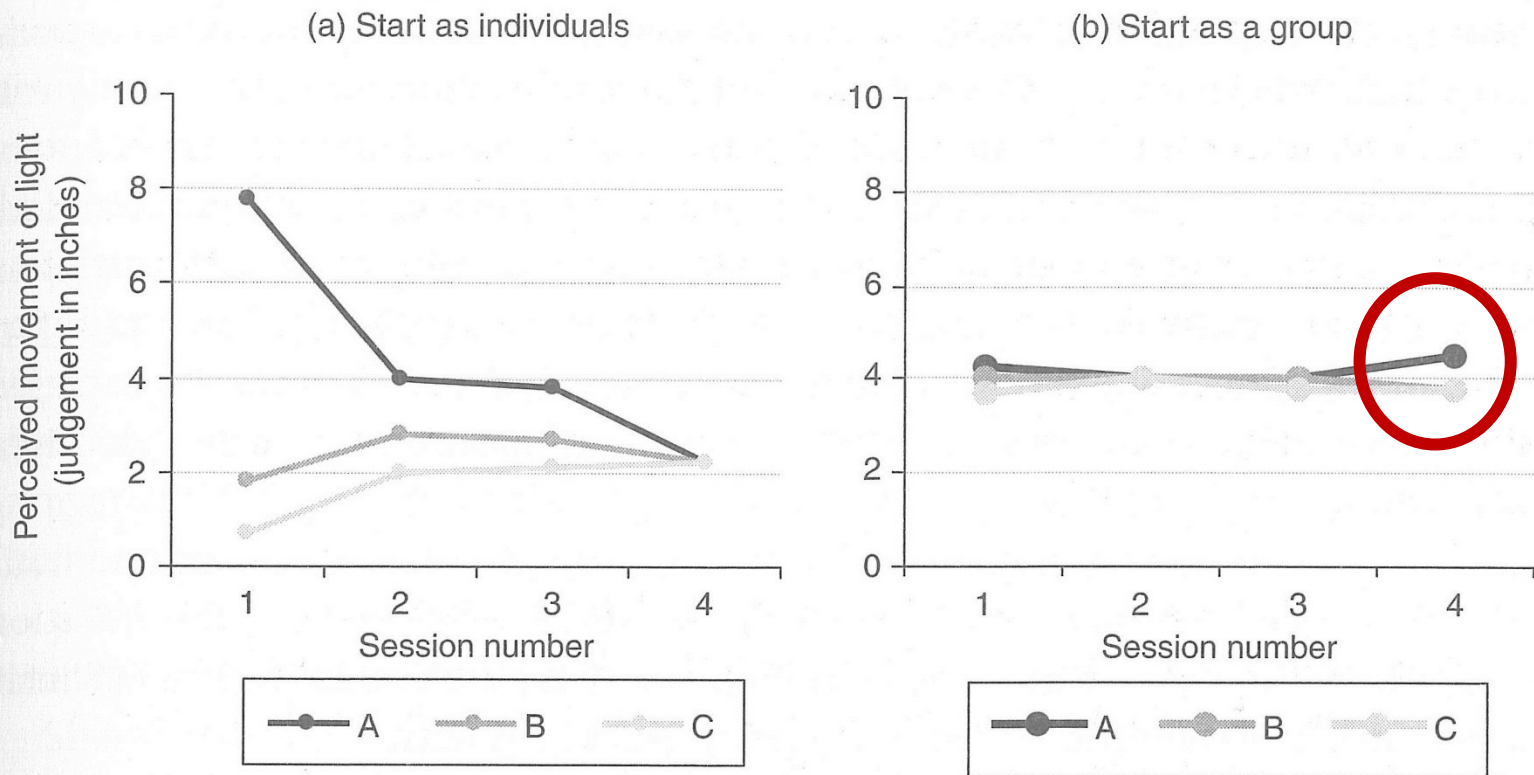 (a) Start as individuals
Perceived movement of light
(judgement in inches)
10
8
6
4
2
0
1 2 3 4
Session number
A B C
(b) Start as a group
10
8
6
4
2
0
1 2 3 4
Session number
A B C